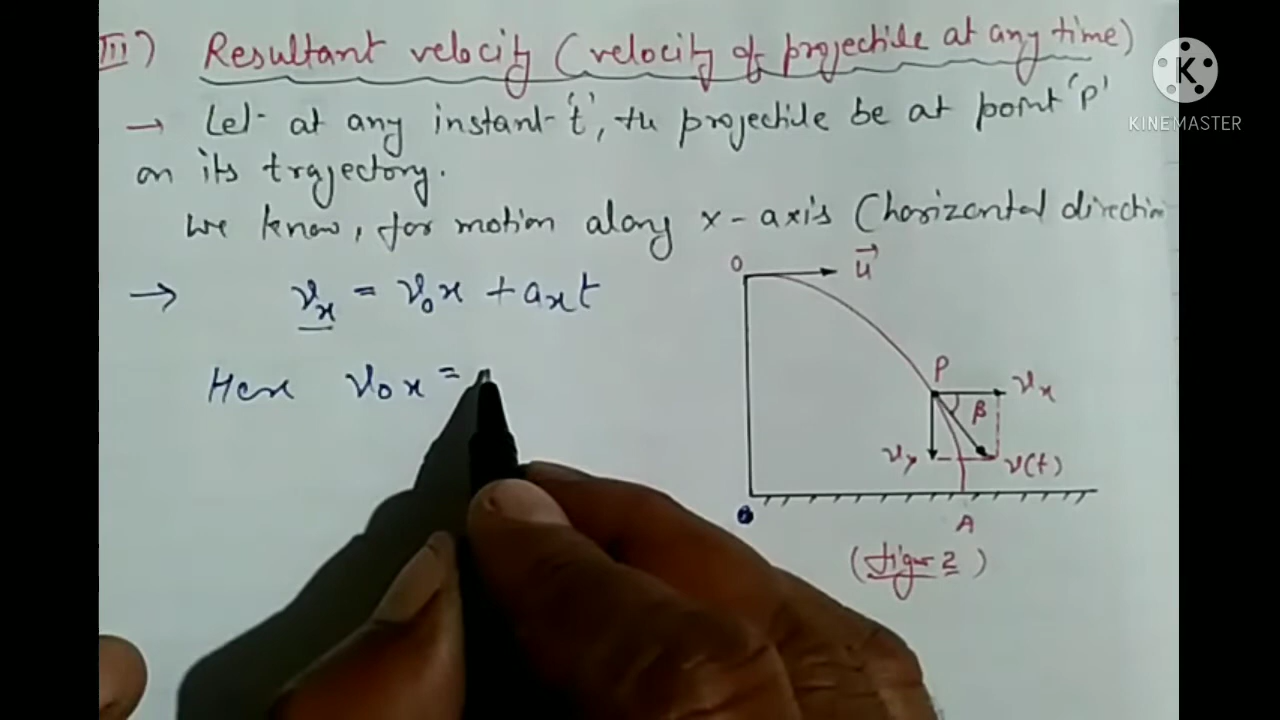 III) Resultant velocity (velocity of projectile at any time)
K
KINEMASTER
→ Let at any instant 't', the projectile be at point 'P'
on its trajectory.
We know, for motion along x-axis (horizontal direction
→ vₓ = v₀x + aₓt
Here v₀x =
O u⃗
P vₓ
β
vᵧ v(t)
A
(figure 2)